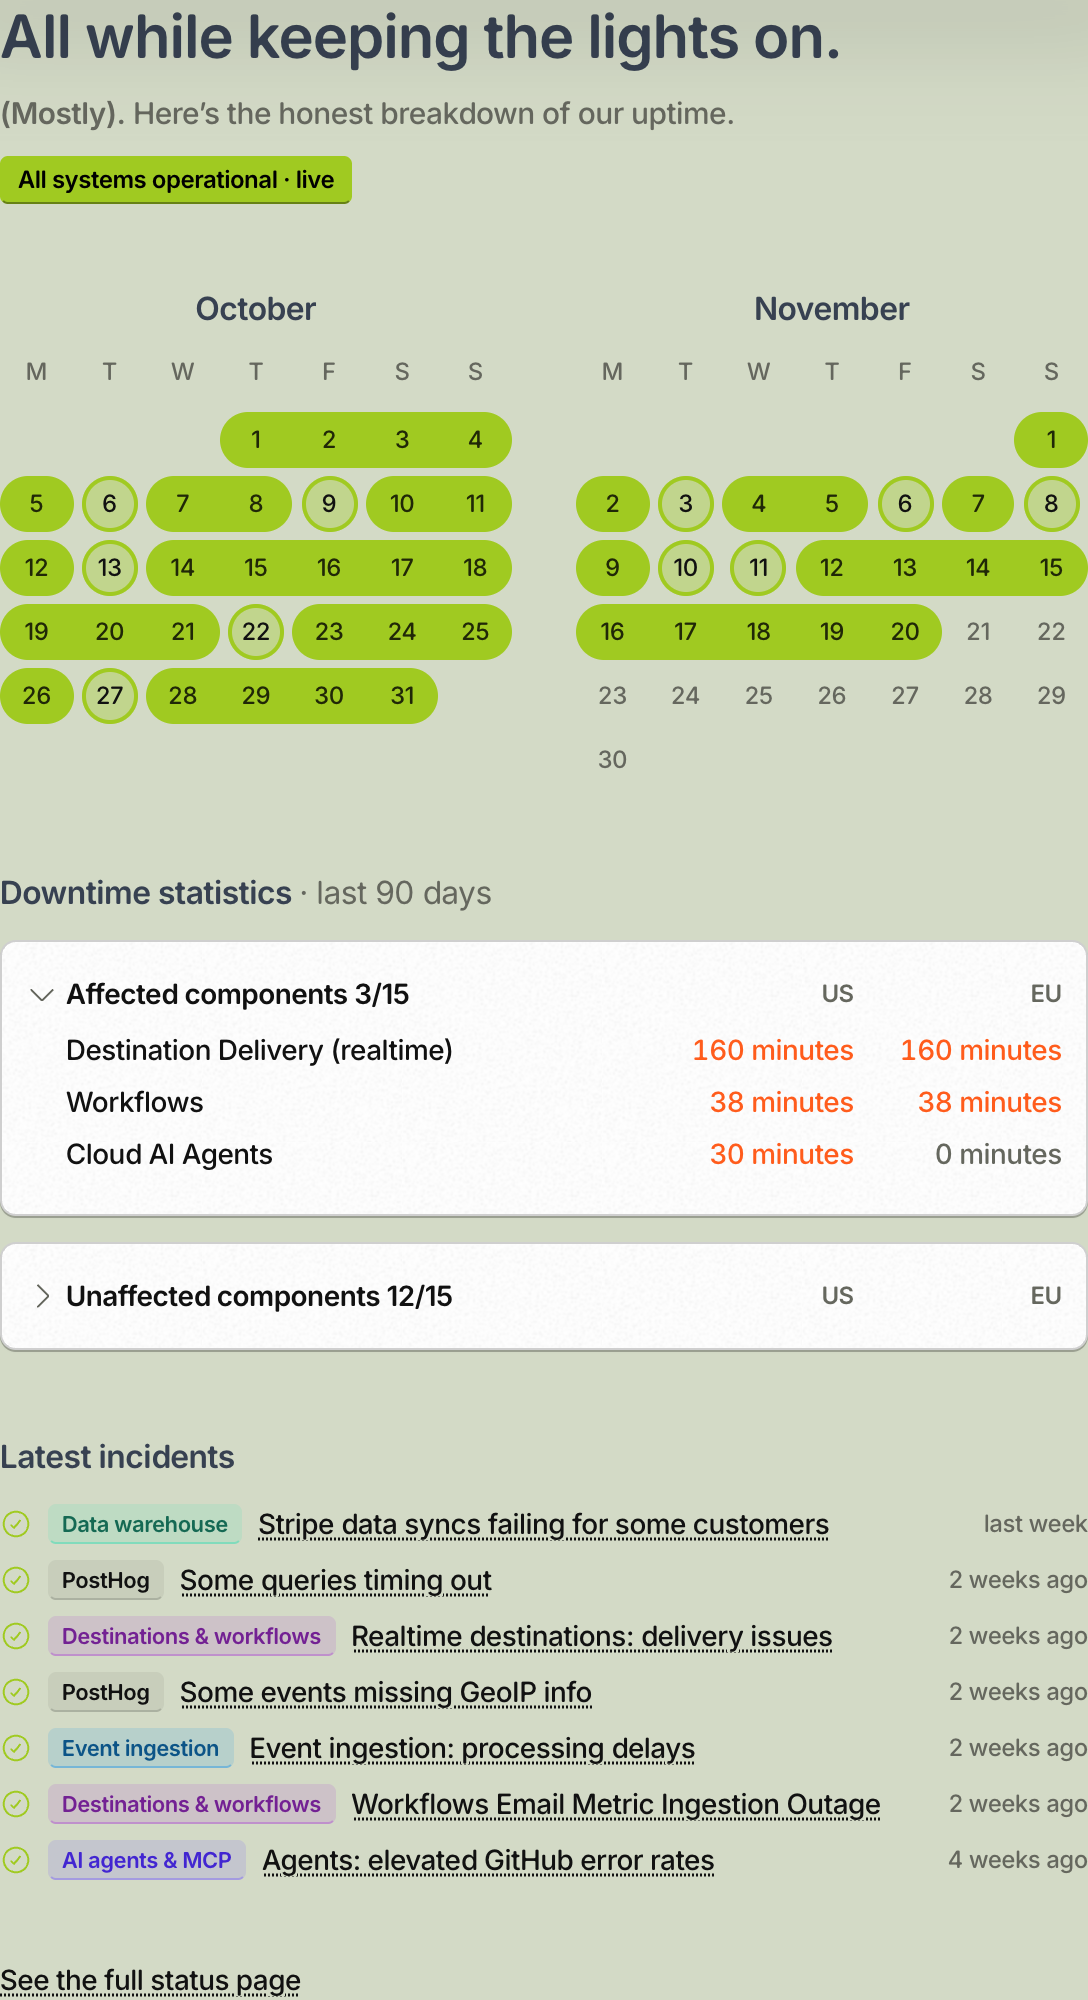 All while keeping the lights on.
(Mostly). Here’s the honest breakdown of our uptime.
All systems operational · live
October
M T W T F S S
1 2 3 4
5 6 7 8 9 10 11
12 13 14 15 16 17 18
19 20 21 22 23 24 25
26 27 28 29 30 31
November
M T W T F S S
1
2 3 4 5 6 7 8
9 10 11 12 13 14 15
16 17 18 19 20 21 22
23 24 25 26 27 28 29
30
Downtime statistics · last 90 days
Affected components 3/15 US EU
Destination Delivery (realtime) 160 minutes 160 minutes
Workflows 38 minutes 38 minutes
Cloud AI Agents 30 minutes 0 minutes
Unaffected components 12/15 US EU
Latest incidents
Data warehouse Stripe data syncs failing for some customers last week
PostHog Some queries timing out 2 weeks ago
Destinations & workflows Realtime destinations: delivery issues 2 weeks ago
PostHog Some events missing GeoIP info 2 weeks ago
Event ingestion Event ingestion: processing delays 2 weeks ago
Destinations & workflows Workflows Email Metric Ingestion Outage 2 weeks ago
AI agents & MCP Agents: elevated GitHub error rates 4 weeks ago
See the full status page